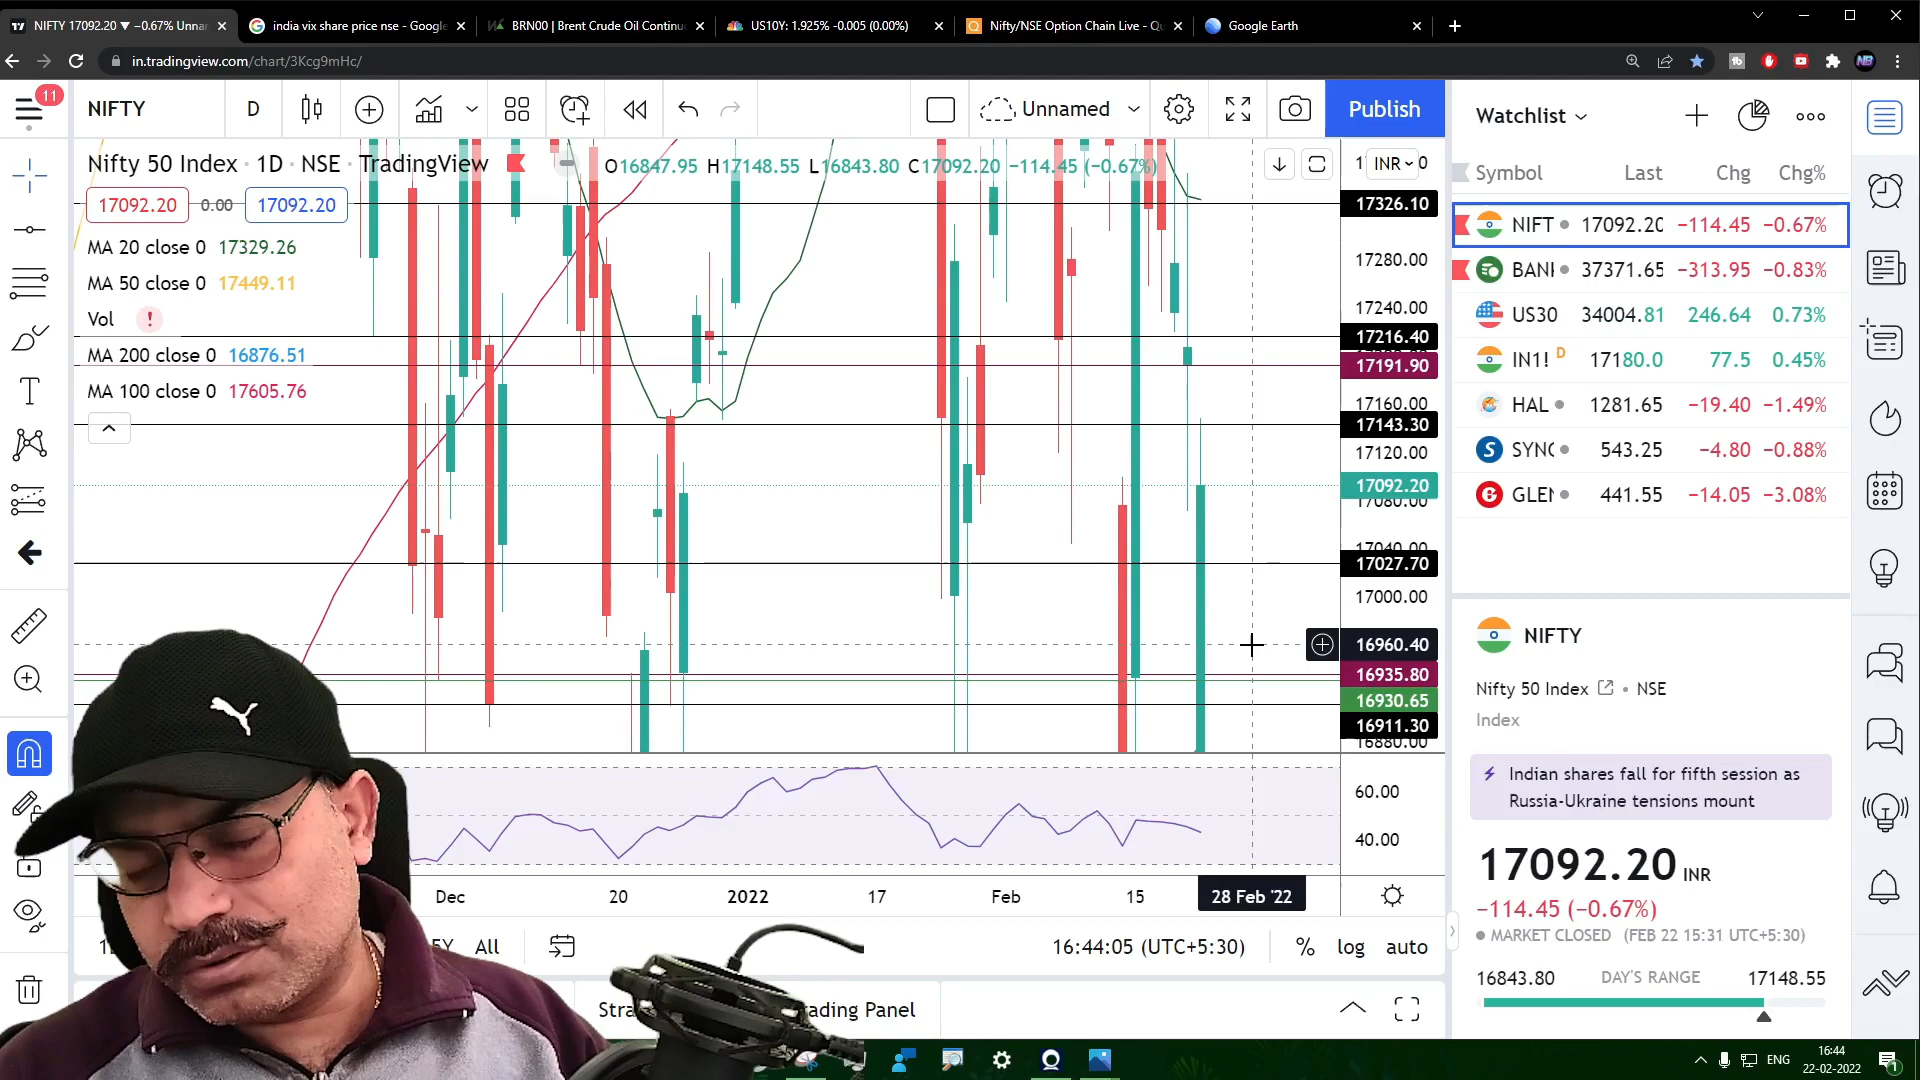 NIFTY 17092.20 ▼ −0.67% Unnar
india vix share price nse - Google
BRN00 | Brent Crude Oil Continu
US10Y: 1.925% -0.005 (0.00%)
Nifty/NSE Option Chain Live - Qu
Google Earth
in.tradingview.com/chart/3Kcg9mHc/
11
NIFTY
D
Unnamed
Publish
Nifty 50 Index · 1D · NSE · TradingView
O16847.95 H17148.55 L16843.80 C17092.20 −114.45 (−0.67%)
INR
17092.20 0.00 17092.20
MA 20 close 0 17329.26
MA 50 close 0 17449.11
Vol !
MA 200 close 0 16876.51
MA 100 close 0 17605.76
17326.10
17280.00
17240.00
17216.40
17191.90
17160.00
17143.30
17120.00
17092.20
17080.00
17040.00
17027.70
17000.00
16960.40
16935.80
16930.65
16911.30
16880.00
60.00
40.00
Dec 20 2022 17 Feb 15 28 Feb '22
5Y All
16:44:05 (UTC+5:30) % log auto
Stra
ading Panel
Watchlist
Symbol Last Chg Chg%
NIFT 17092.20 −114.45 −0.67%
BANI 37371.65 −313.95 −0.83%
US30 34004.81 246.64 0.73%
IN1! D 17180.0 77.5 0.45%
HAL 1281.65 −19.40 −1.49%
SYNC 543.25 −4.80 −0.88%
GLEN 441.55 −14.05 −3.08%
NIFTY
Nifty 50 Index • NSE
Index
Indian shares fall for fifth session as
Russia-Ukraine tensions mount
17092.20 INR
−114.45 (−0.67%)
MARKET CLOSED (FEB 22 15:31 UTC+5:30)
16843.80 DAY'S RANGE 17148.55
ENG
16:44
22-02-2022
1